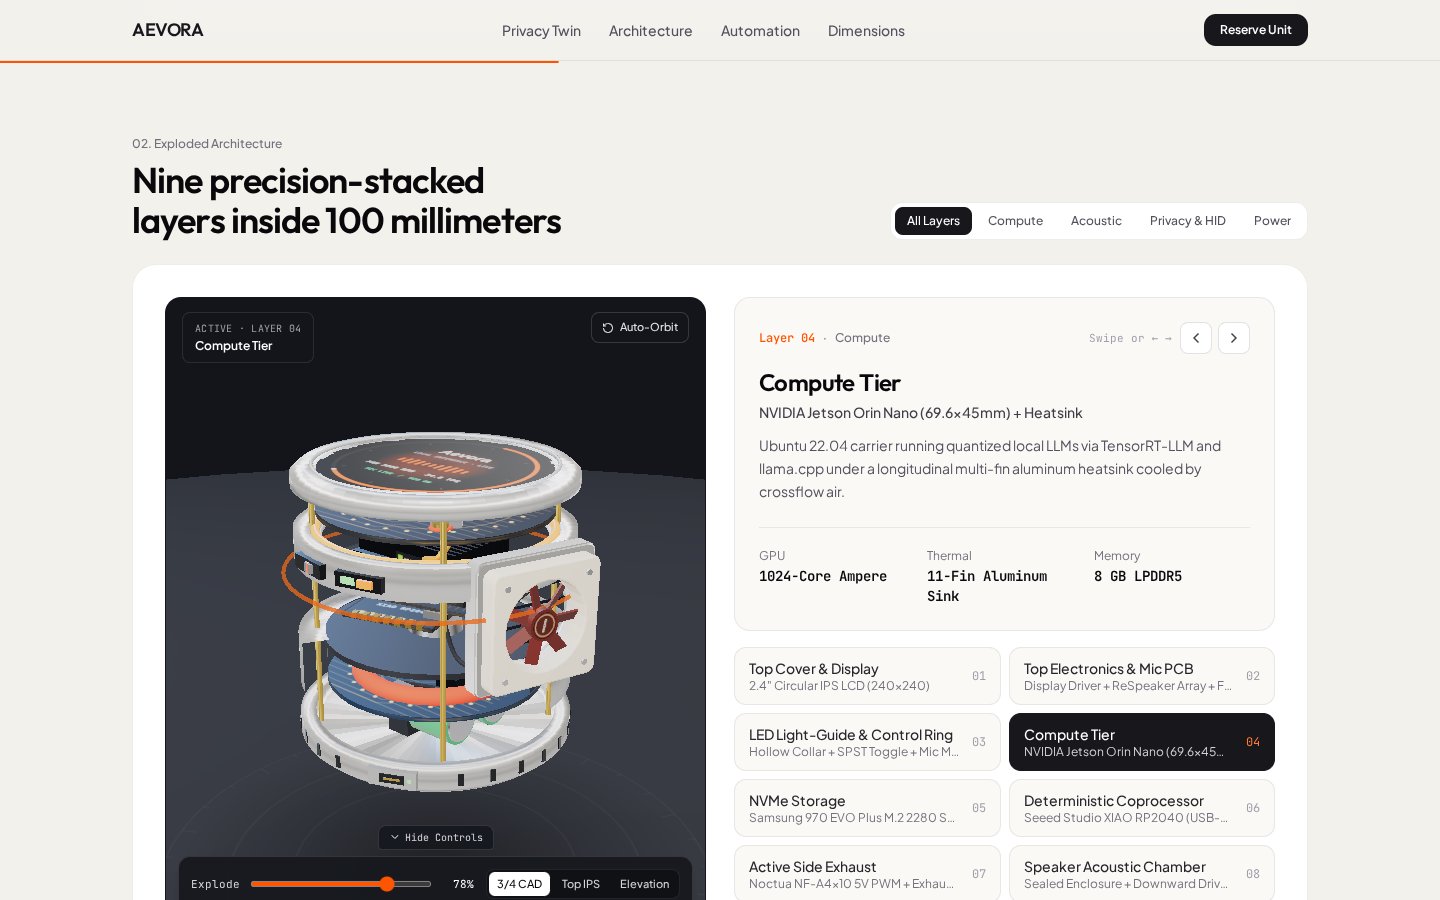 AEVORA
Privacy Twin
Architecture
Automation
Dimensions
Reserve Unit
02. Exploded Architecture
Nine precision-stacked
layers inside 100 millimeters
All Layers
Compute
Acoustic
Privacy & HID
Power
ACTIVE · LAYER 04
Compute Tier
Auto-Orbit
Aevora
Hide Controls
Explode
78%
3/4 CAD
Top IPS
Elevation
Layer 04 · Compute
Swipe or ← →
Compute Tier
NVIDIA Jetson Orin Nano (69.6×45mm) + Heatsink
Ubuntu 22.04 carrier running quantized local LLMs via TensorRT-LLM and
llama.cpp under a longitudinal multi-fin aluminum heatsink cooled by
crossflow air.
GPU
1024-Core Ampere
Thermal
11-Fin Aluminum
Sink
Memory
8 GB LPDDR5
Top Cover & Display
2.4" Circular IPS LCD (240×240)
01
Top Electronics & Mic PCB
Display Driver + ReSpeaker Array + F...
02
LED Light-Guide & Control Ring
Hollow Collar + SPST Toggle + Mic M...
03
Compute Tier
NVIDIA Jetson Orin Nano (69.6×45...
04
NVMe Storage
Samsung 970 EVO Plus M.2 2280 S...
05
Deterministic Coprocessor
Seeed Studio XIAO RP2040 (USB-...
06
Active Side Exhaust
Noctua NF-A4×10 5V PWM + Exhau...
07
Speaker Acoustic Chamber
Sealed Enclosure + Downward Driv...
08